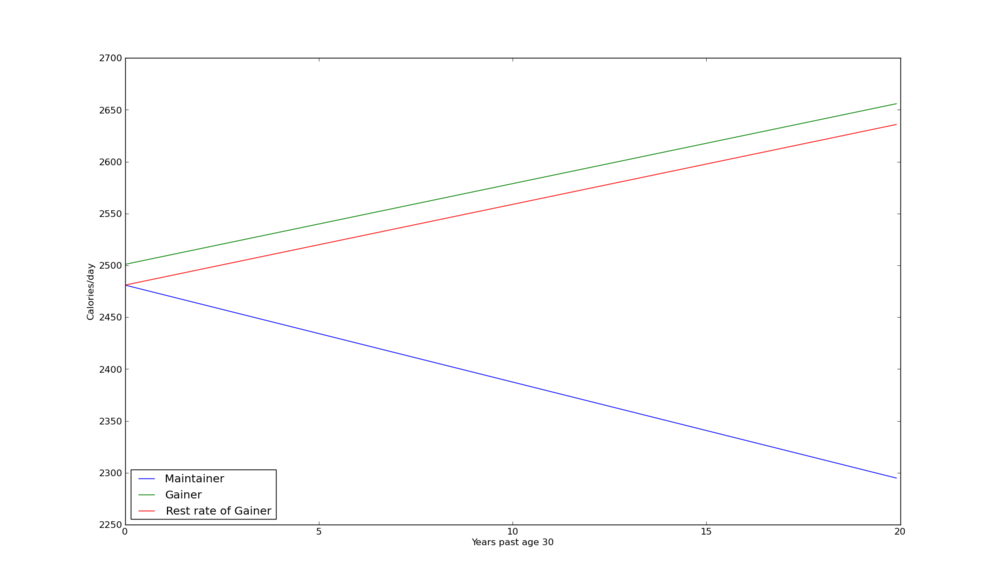 2700
2650
2600
2550
2500
2450
2400
2350
2300
2250
Calories/day
Maintainer
Gainer
Rest rate of Gainer
0 5 10 15 20
Years past age 30